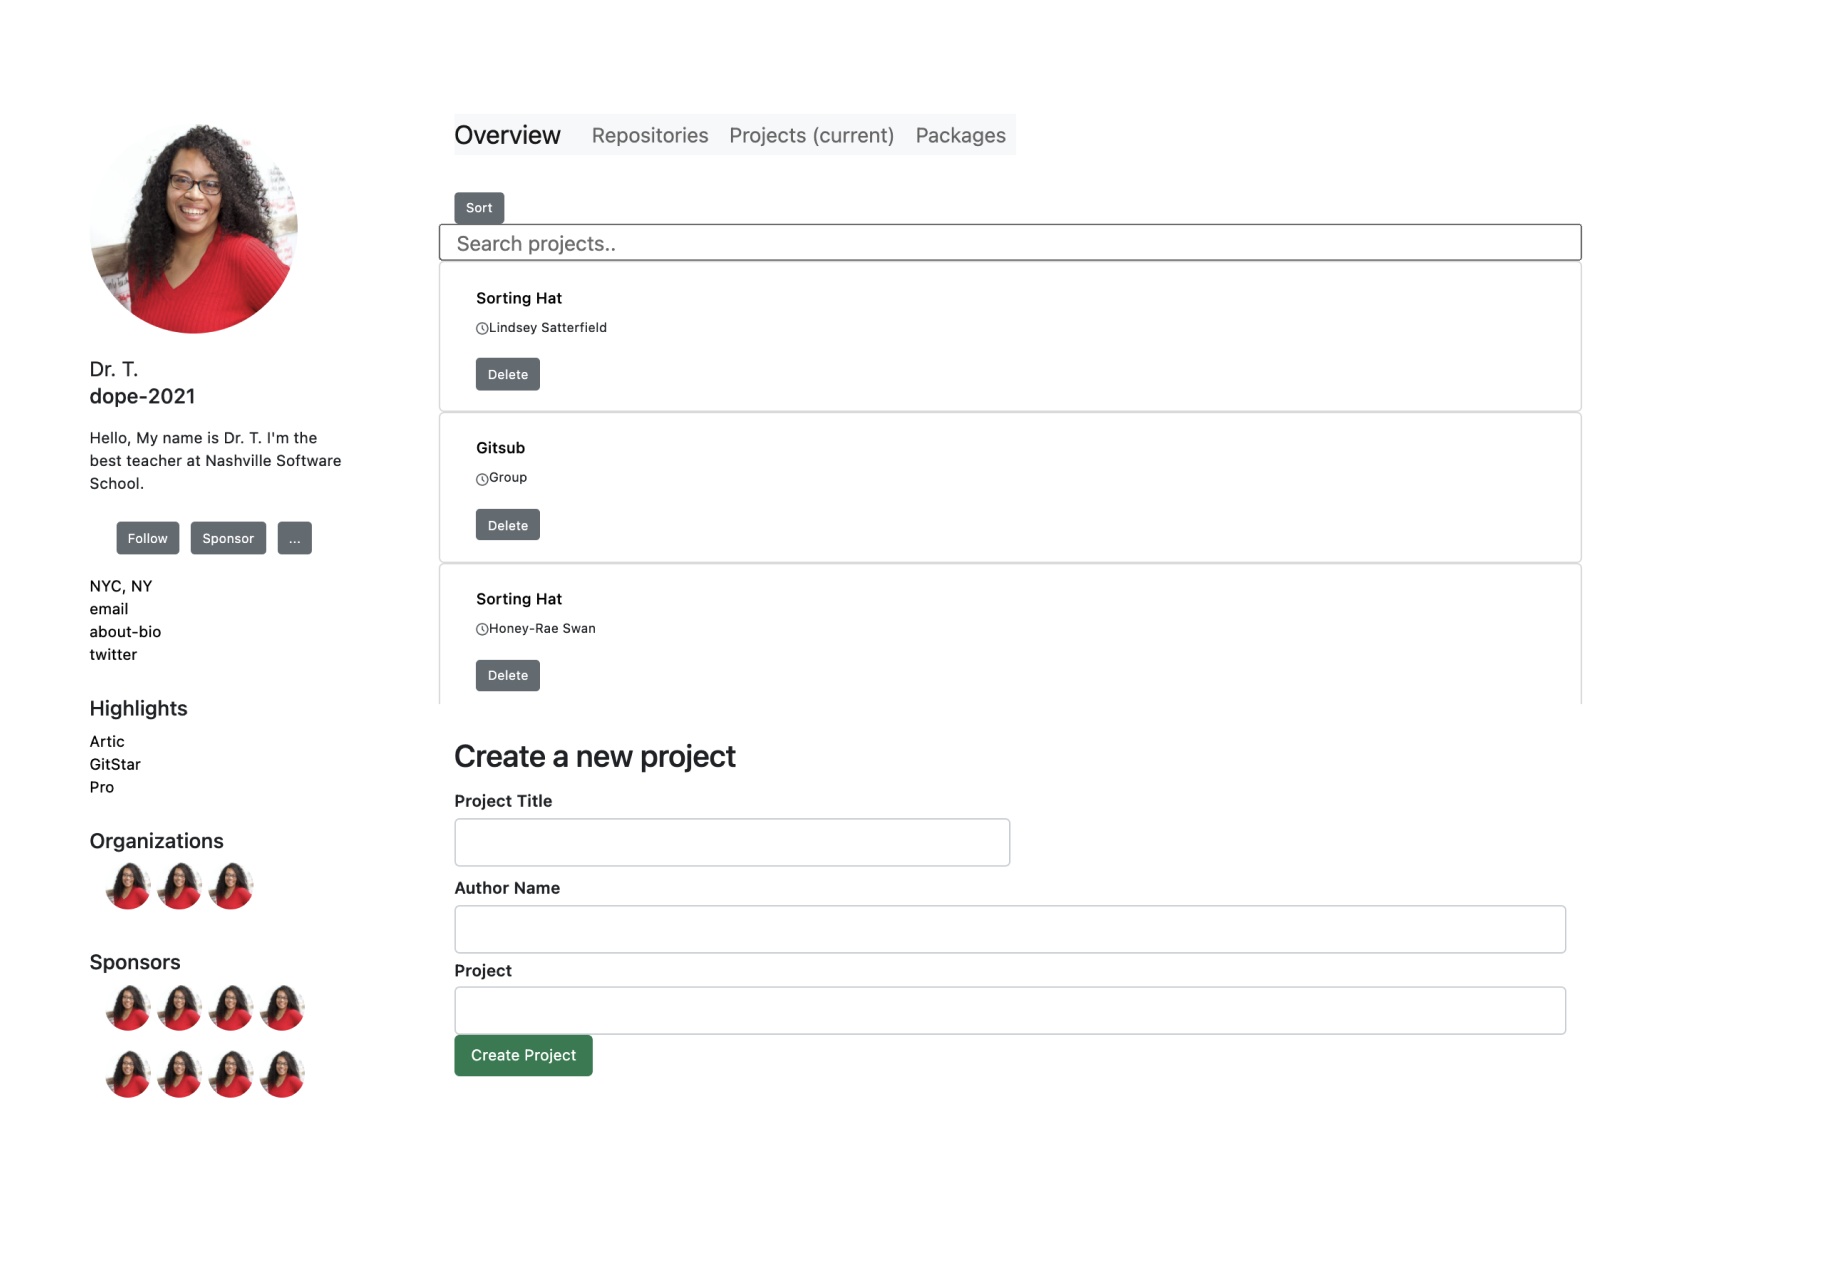 Dr. T.
dope-2021
Hello, My name is Dr. T. I'm the
best teacher at Nashville Software
School.
Follow
Sponsor
...
NYC, NY
email
about-bio
twitter
Highlights
Artic
GitStar
Pro
Organizations
Sponsors
Overview
Repositories
Projects (current)
Packages
Sort
Search projects..
Sorting Hat
Lindsey Satterfield
Delete
Gitsub
Group
Delete
Sorting Hat
Honey-Rae Swan
Delete
Create a new project
Project Title
Author Name
Project
Create Project